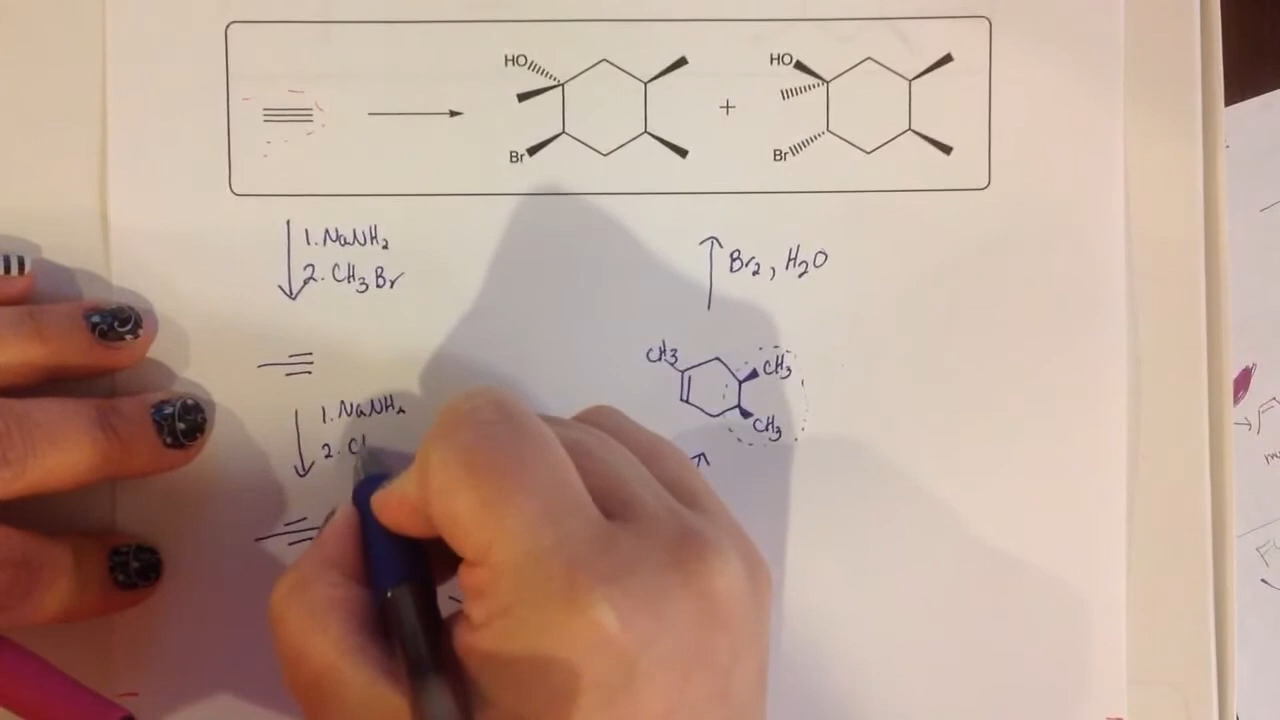 HO
HO
+
Br
Br
1. NaNH2
2. CH3Br
Br2, H2O
CH3
CH3
CH3
1. NaNH2
2. C